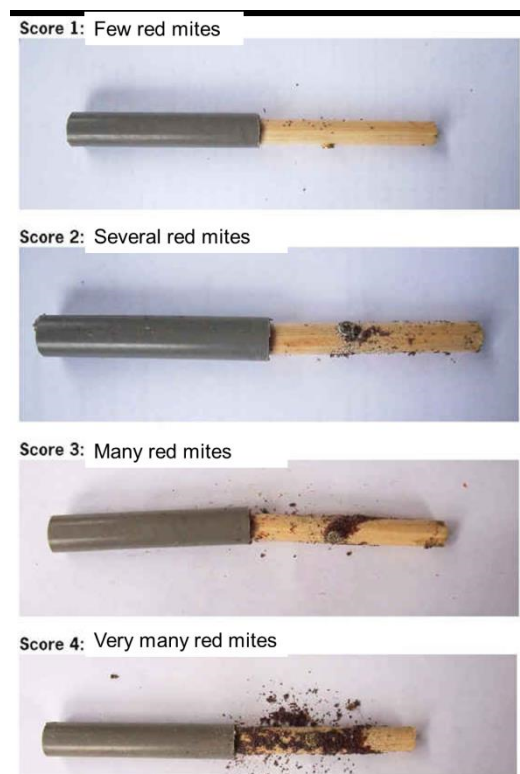 Score 1: Few red mites
Score 2: Several red mites
Score 3: Many red mites
Score 4: Very many red mites